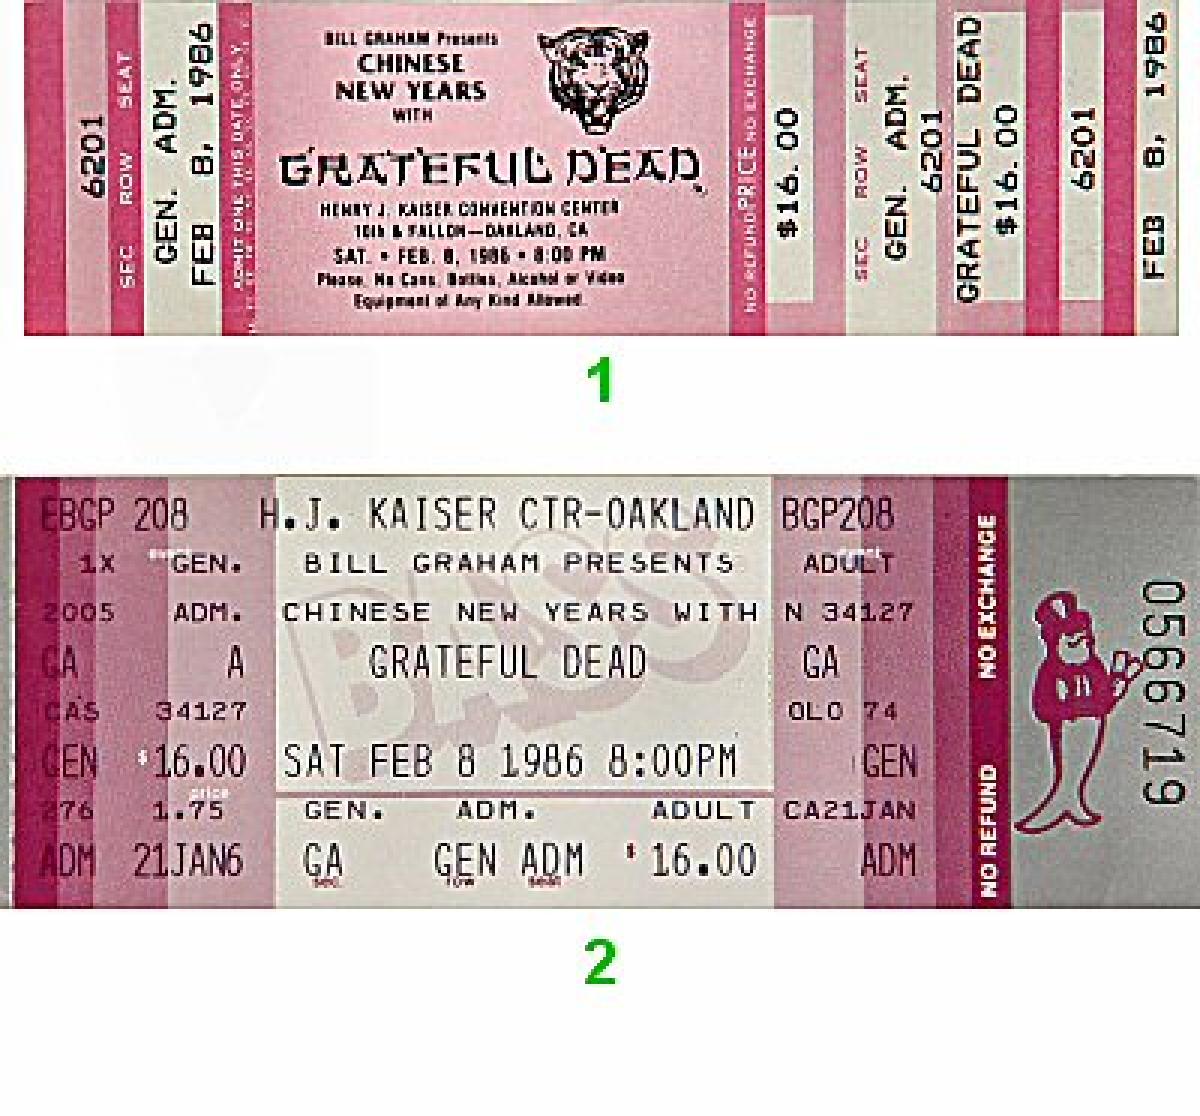 6201
SEC ROW SEAT
GEN. ADM.
FEB 8, 1986
ADMIT ONE THIS DATE ONLY
BILL GRAHAM Presents
CHINESE
NEW YEARS
WITH
GRATEFUL DEAD
HENRY J. KAISER CONVENTION CENTER
10th & FALLON—OAKLAND, CA
SAT. • FEB. 8, 1986 • 8:00 PM
Please, No Cans, Bottles, Alcohol or Video
Equipment of Any Kind Allowed.
NO REFUND PRICE NO EXCHANGE
$16.00
SEC ROW SEAT
GEN. ADM.
6201
GRATEFUL DEAD
$16.00
6201
FEB 8, 1986
1
EBGP 208 H.J. KAISER CTR-OAKLAND BGP208
1X GEN. BILL GRAHAM PRESENTS ADULT
2005 ADM. CHINESE NEW YEARS WITH N 34127
GA A GRATEFUL DEAD GA
CAS 34127 OLO 74
GEN $16.00 SAT FEB 8 1986 8:00PM GEN
price
276 1.75 GEN. ADM. ADULT CA21JAN
ADM 21JAN6 GA GEN ADM $16.00 ADM
sec. row seat
BASS
NO REFUND NO EXCHANGE
0566719
2